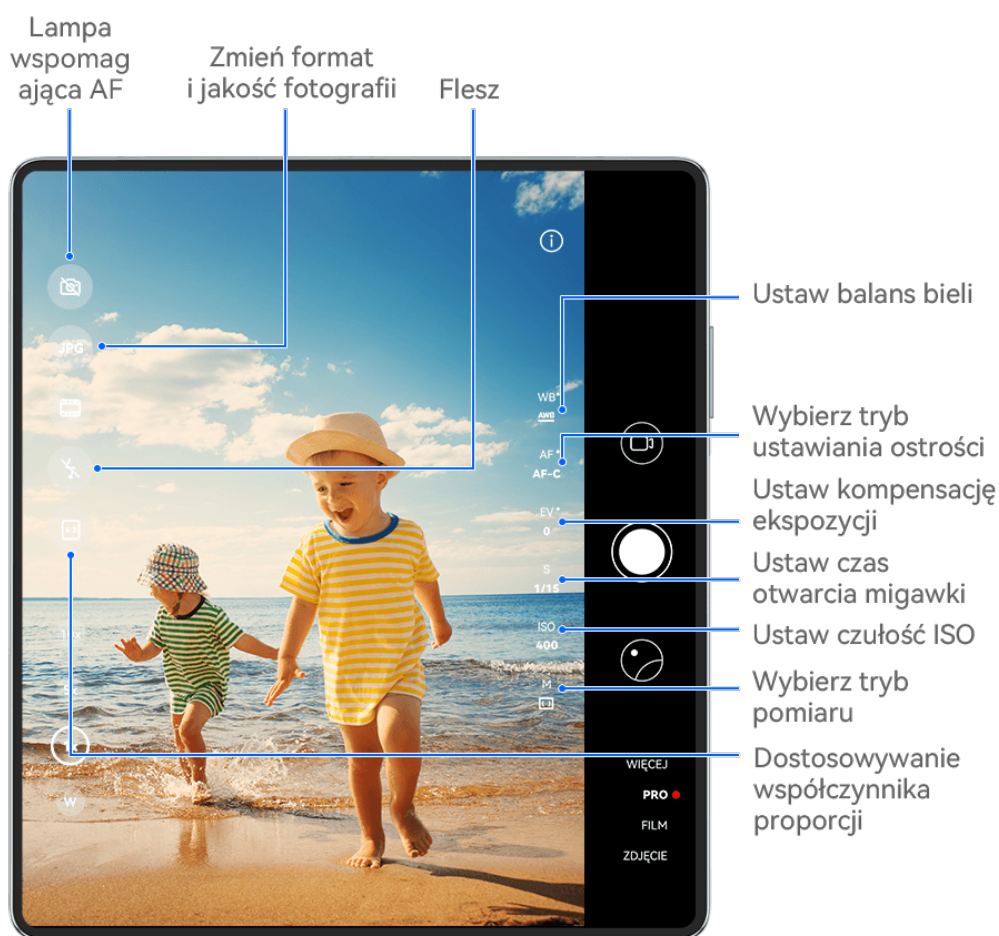 Lampa
wspomag
ająca AF
Zmień format
i jakość fotografii
Flesz
JPG
WB
AWB
AF
AF-C
EV
0
S
1/15
ISO
400
M
W
Ustaw balans bieli
Wybierz tryb
ustawiania ostrości
Ustaw kompensację
ekspozycji
Ustaw czas
otwarcia migawki
Ustaw czułość ISO
Wybierz tryb
pomiaru
Dostosowywanie
współczynnika
proporcji
WIĘCEJ
PRO
FILM
ZDJĘCIE